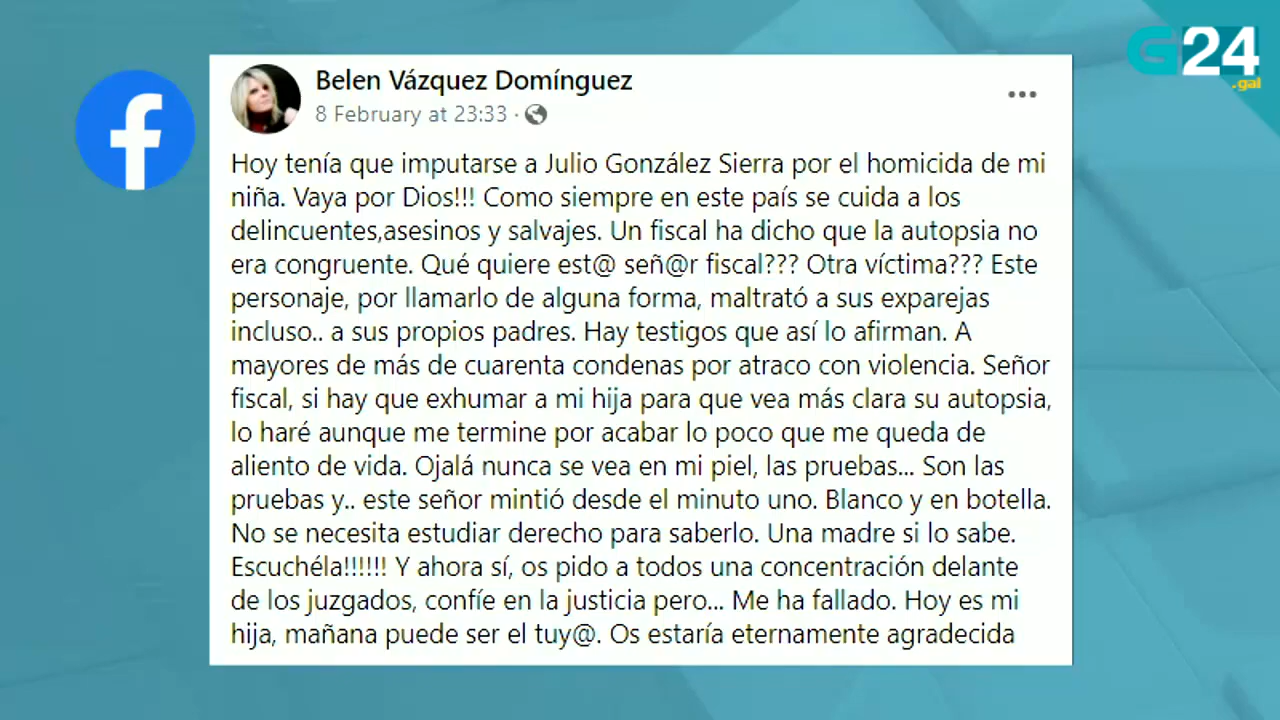 G24
.gal
Belen Vázquez Domínguez
8 February at 23:33 ·
Hoy tenía que imputarse a Julio González Sierra por el homicida de mi
niña. Vaya por Dios!!! Como siempre en este país se cuida a los
delincuentes,asesinos y salvajes. Un fiscal ha dicho que la autopsia no
era congruente. Qué quiere est@ señ@r fiscal??? Otra víctima??? Este
personaje, por llamarlo de alguna forma, maltrató a sus exparejas
incluso.. a sus propios padres. Hay testigos que así lo afirman. A
mayores de más de cuarenta condenas por atraco con violencia. Señor
fiscal, si hay que exhumar a mi hija para que vea más clara su autopsia,
lo haré aunque me termine por acabar lo poco que me queda de
aliento de vida. Ojalá nunca se vea en mi piel, las pruebas... Son las
pruebas y.. este señor mintió desde el minuto uno. Blanco y en botella.
No se necesita estudiar derecho para saberlo. Una madre si lo sabe.
Escuchéla!!!!!! Y ahora sí, os pido a todos una concentración delante
de los juzgados, confíe en la justicia pero... Me ha fallado. Hoy es mi
hija, mañana puede ser el tuy@. Os estaría eternamente agradecida